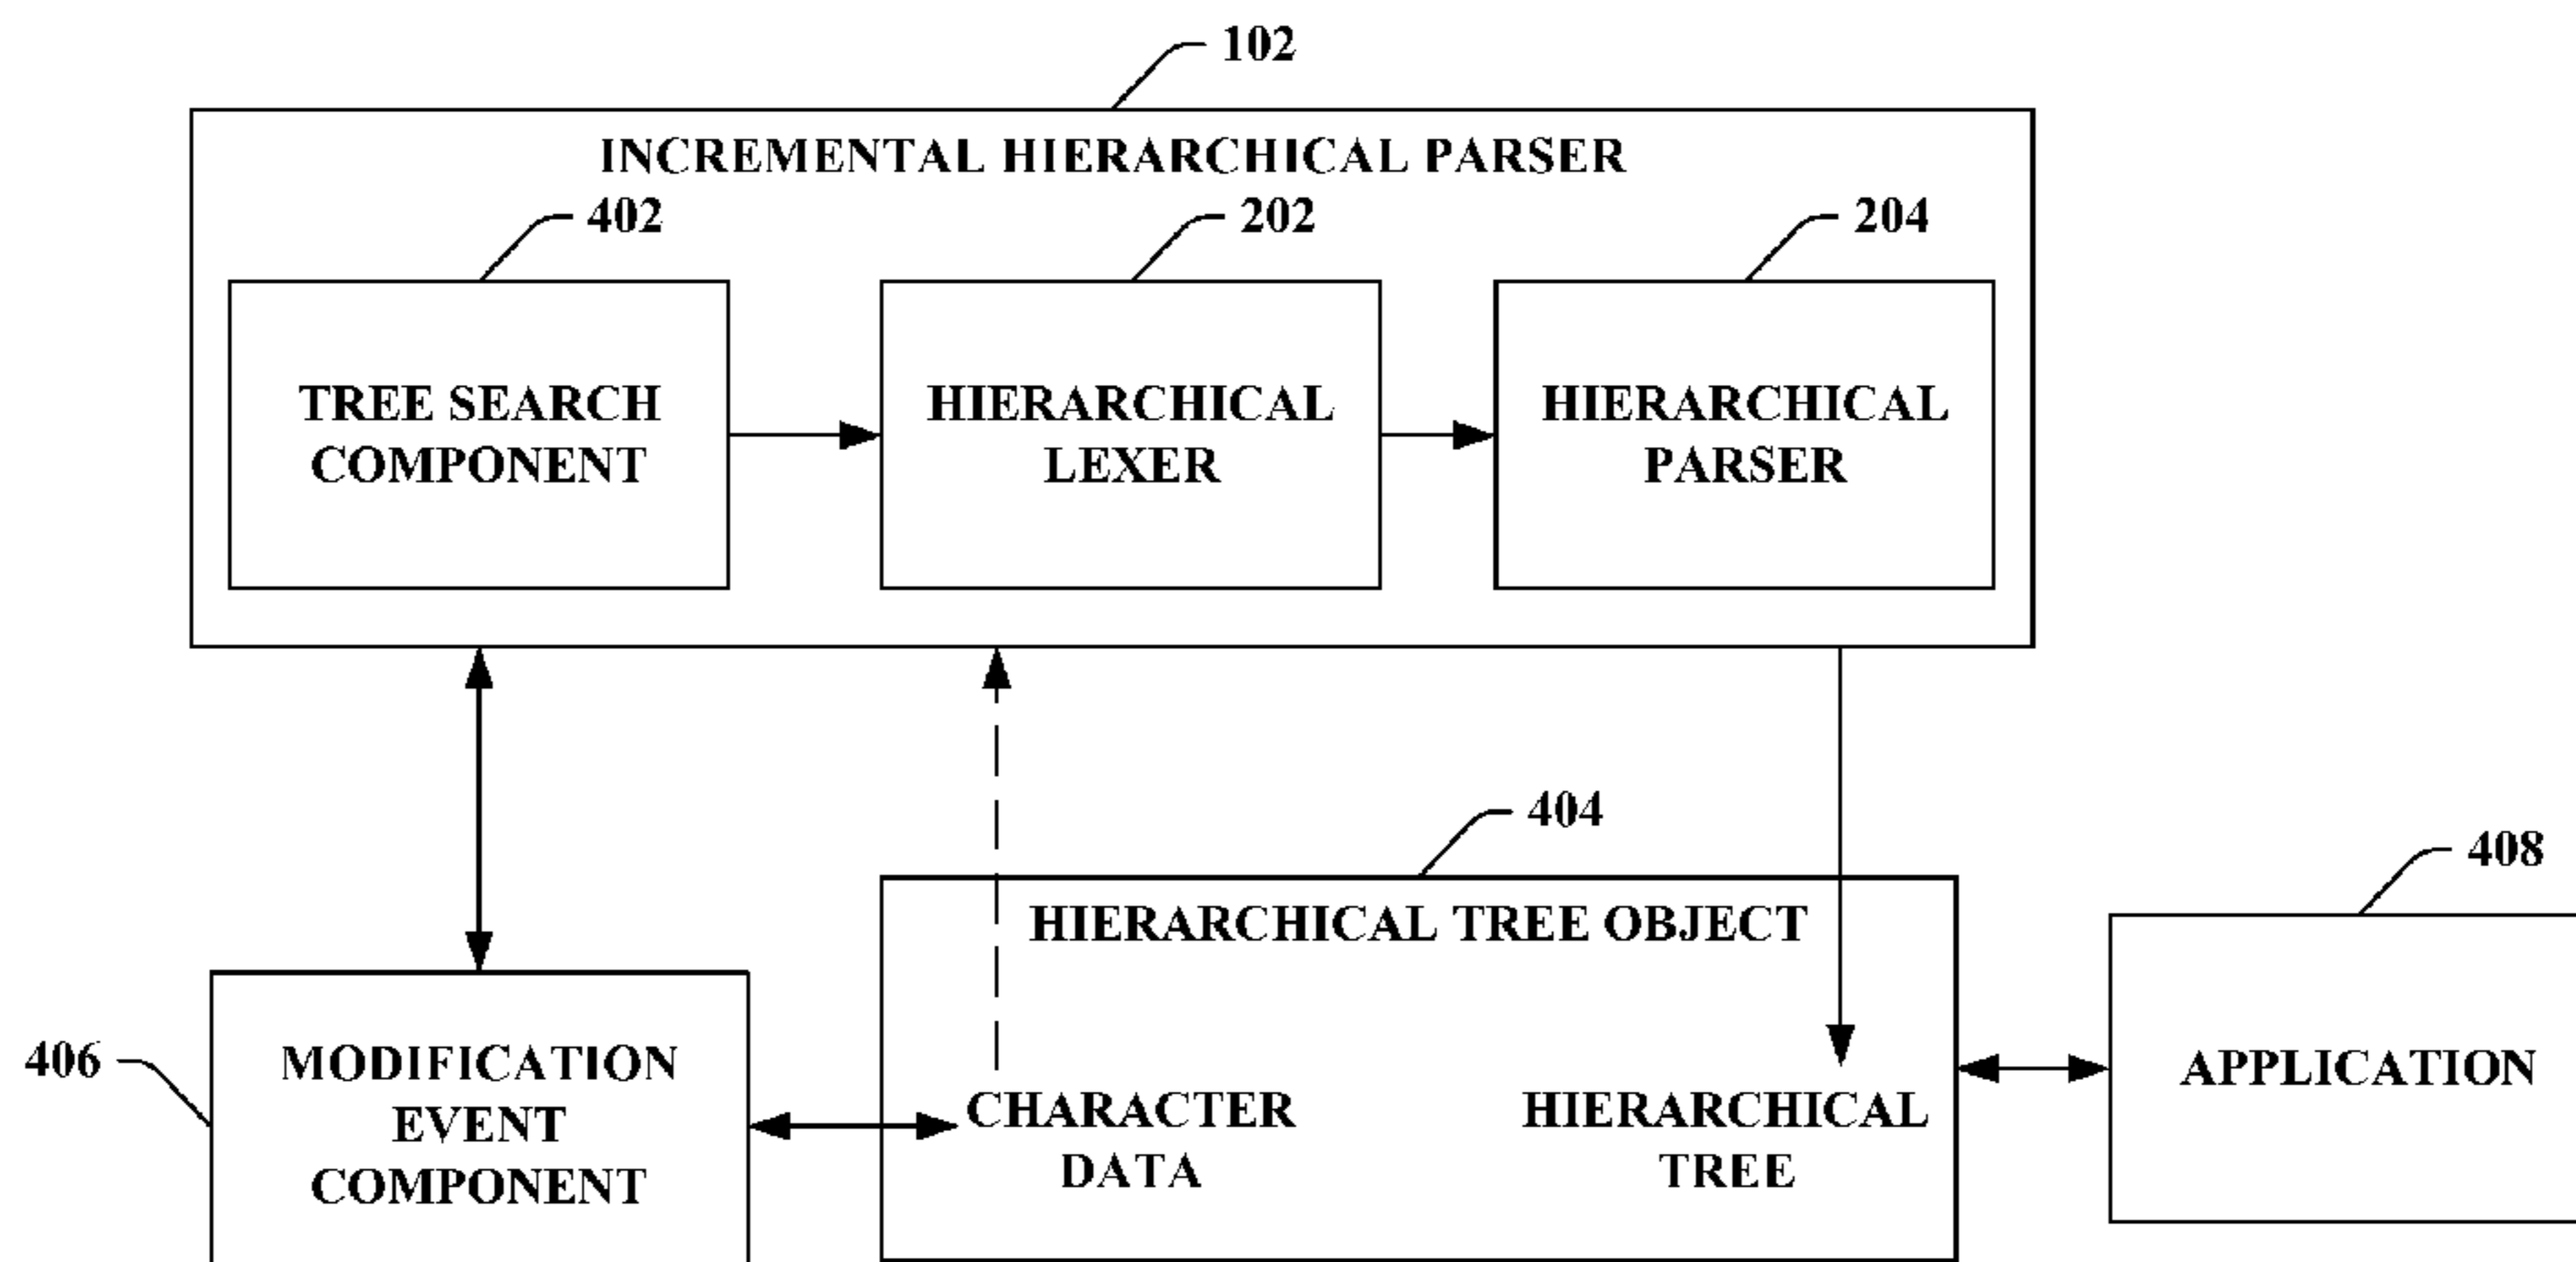 102
INCREMENTAL HIERARCHICAL PARSER
402
202
204
TREE SEARCH
COMPONENT
HIERARCHICAL
LEXER
HIERARCHICAL
PARSER
404
408
HIERARCHICAL TREE OBJECT
406
MODIFICATION
EVENT
COMPONENT
CHARACTER
DATA
HIERARCHICAL
TREE
APPLICATION